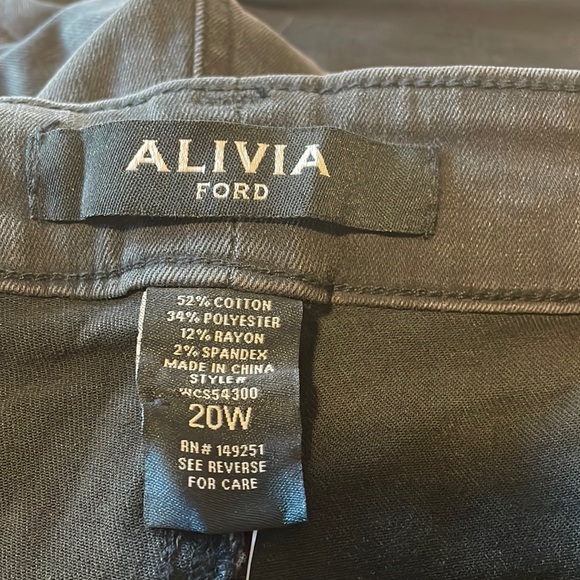 ALIVIA
FORD
52% COTTON
34% POLYESTER
12% RAYON
2% SPANDEX
MADE IN CHINA
STYLE#
WCS54300
20W
RN# 149251
SEE REVERSE
FOR CARE